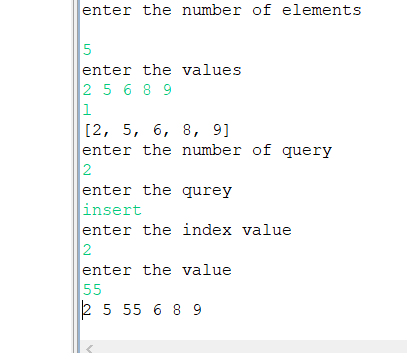 enter the number of elements
5
enter the values
2 5 6 8 9
1
[2, 5, 6, 8, 9]
enter the number of query
2
enter the qurey
insert
enter the index value
2
enter the value
55
2 5 55 6 8 9